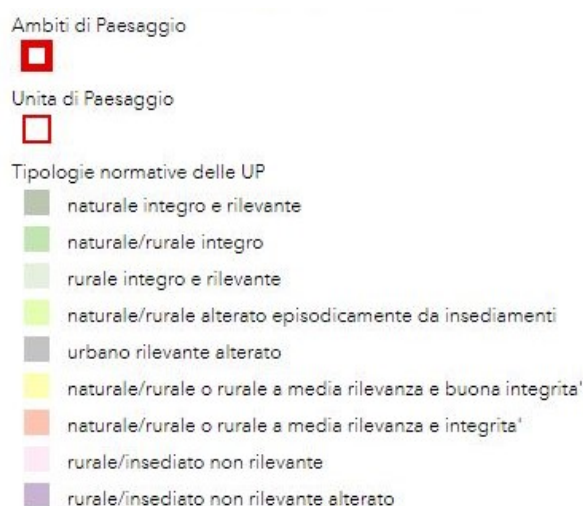 Ambiti di Paesaggio
Unita di Paesaggio
Tipologie normative delle UP
naturale integro e rilevante
naturale/rurale integro
rurale integro e rilevante
naturale/rurale alterato episodicamente da insediamenti
urbano rilevante alterato
naturale/rurale o rurale a media rilevanza e buona integrita'
naturale/rurale o rurale a media rilevanza e integrita'
rurale/insediato non rilevante
rurale/insediato non rilevante alterato